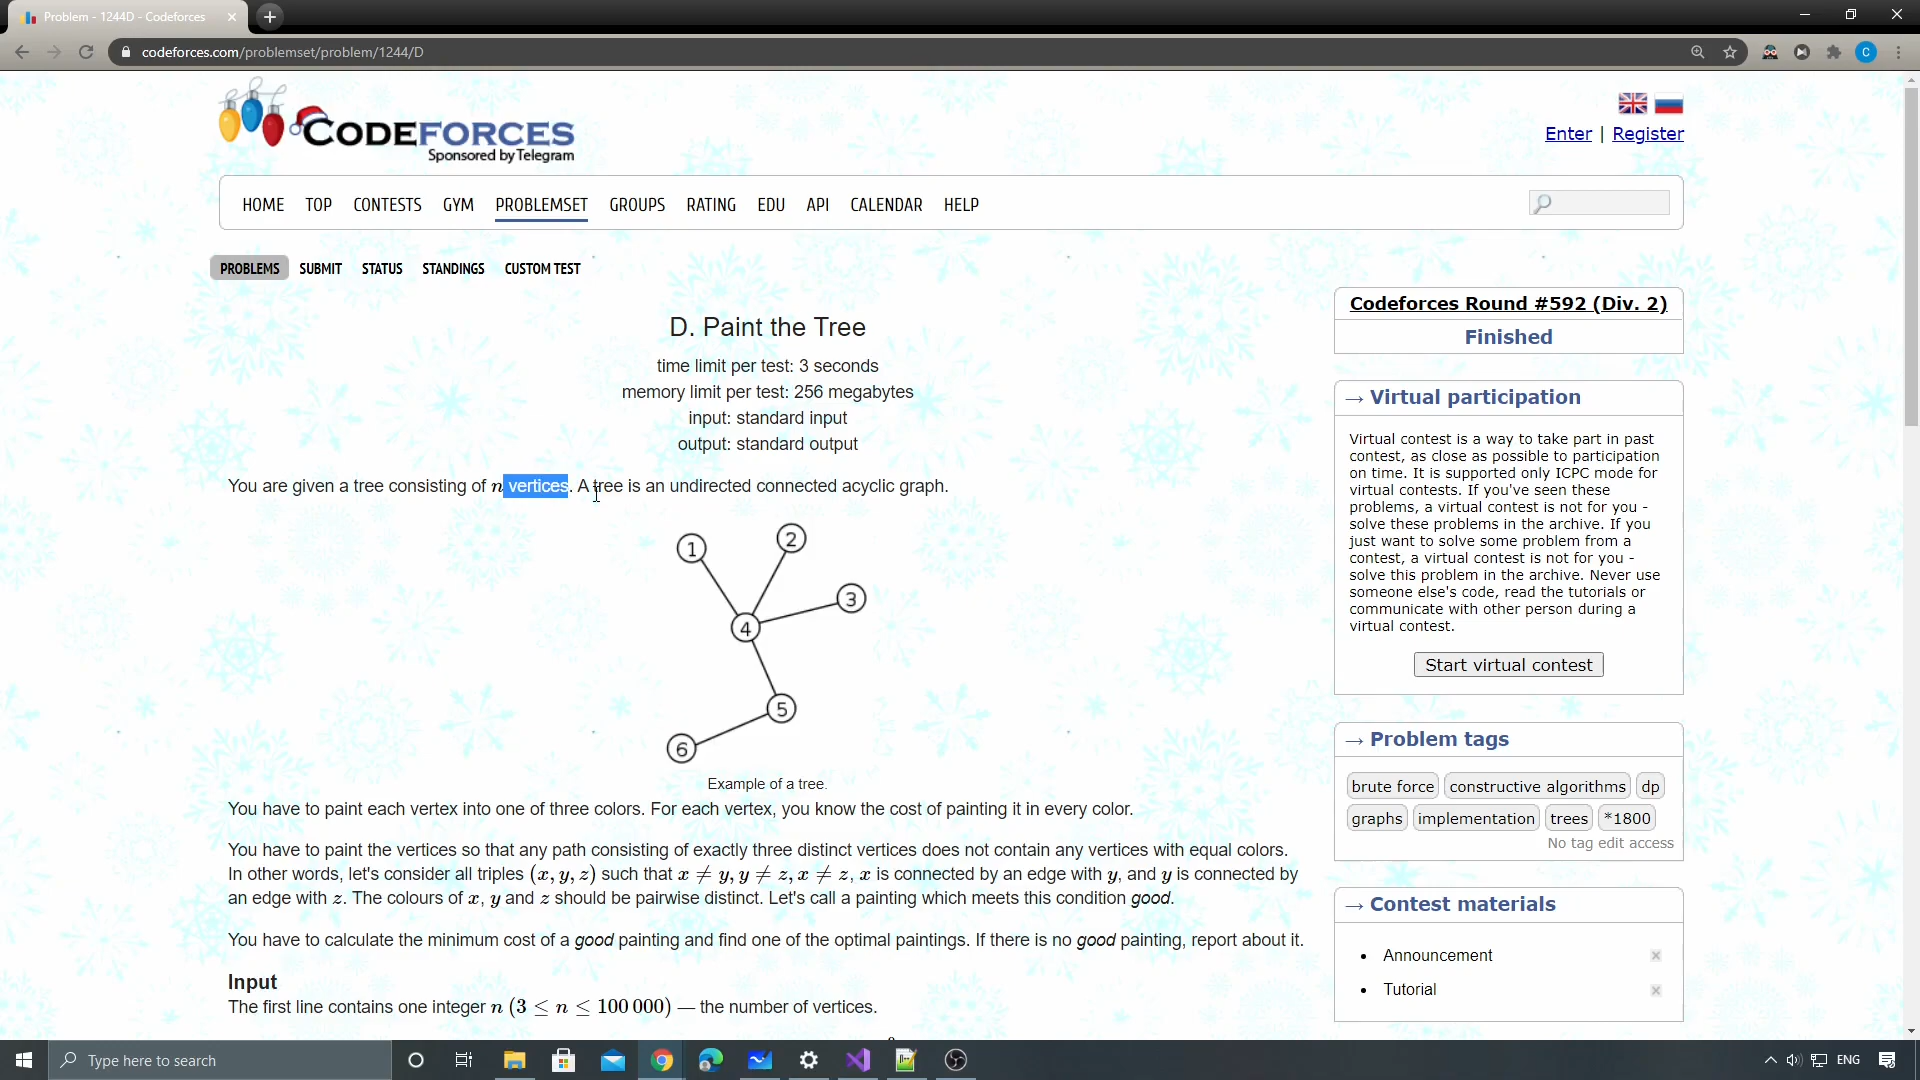 Problem - 1244D - Codeforces
codeforces.com/problemset/problem/1244/D
C
CODEFORCES
Sponsored by Telegram
Enter | Register
HOME TOP CONTESTS GYM PROBLEMSET GROUPS RATING EDU API CALENDAR HELP
PROBLEMS SUBMIT STATUS STANDINGS CUSTOM TEST
D. Paint the Tree
time limit per test: 3 seconds
memory limit per test: 256 megabytes
input: standard input
output: standard output
You are given a tree consisting of n vertices. A tree is an undirected connected acyclic graph.
1
2
3
4
5
6
Example of a tree.
You have to paint each vertex into one of three colors. For each vertex, you know the cost of painting it in every color.
You have to paint the vertices so that any path consisting of exactly three distinct vertices does not contain any vertices with equal colors.
In other words, let's consider all triples (x, y, z) such that x ≠ y, y ≠ z, x ≠ z, x is connected by an edge with y, and y is connected by
an edge with z. The colours of x, y and z should be pairwise distinct. Let's call a painting which meets this condition good.
You have to calculate the minimum cost of a good painting and find one of the optimal paintings. If there is no good painting, report about it.
Input
The first line contains one integer n (3 ≤ n ≤ 100 000) — the number of vertices.
Codeforces Round #592 (Div. 2)
Finished
→ Virtual participation
Virtual contest is a way to take part in past
contest, as close as possible to participation
on time. It is supported only ICPC mode for
virtual contests. If you've seen these
problems, a virtual contest is not for you -
solve these problems in the archive. If you
just want to solve some problem from a
contest, a virtual contest is not for you -
solve this problem in the archive. Never use
someone else's code, read the tutorials or
communicate with other person during a
virtual contest.
Start virtual contest
→ Problem tags
brute force constructive algorithms dp
graphs implementation trees *1800
No tag edit access
→ Contest materials
Announcement
Tutorial
Type here to search
ENG